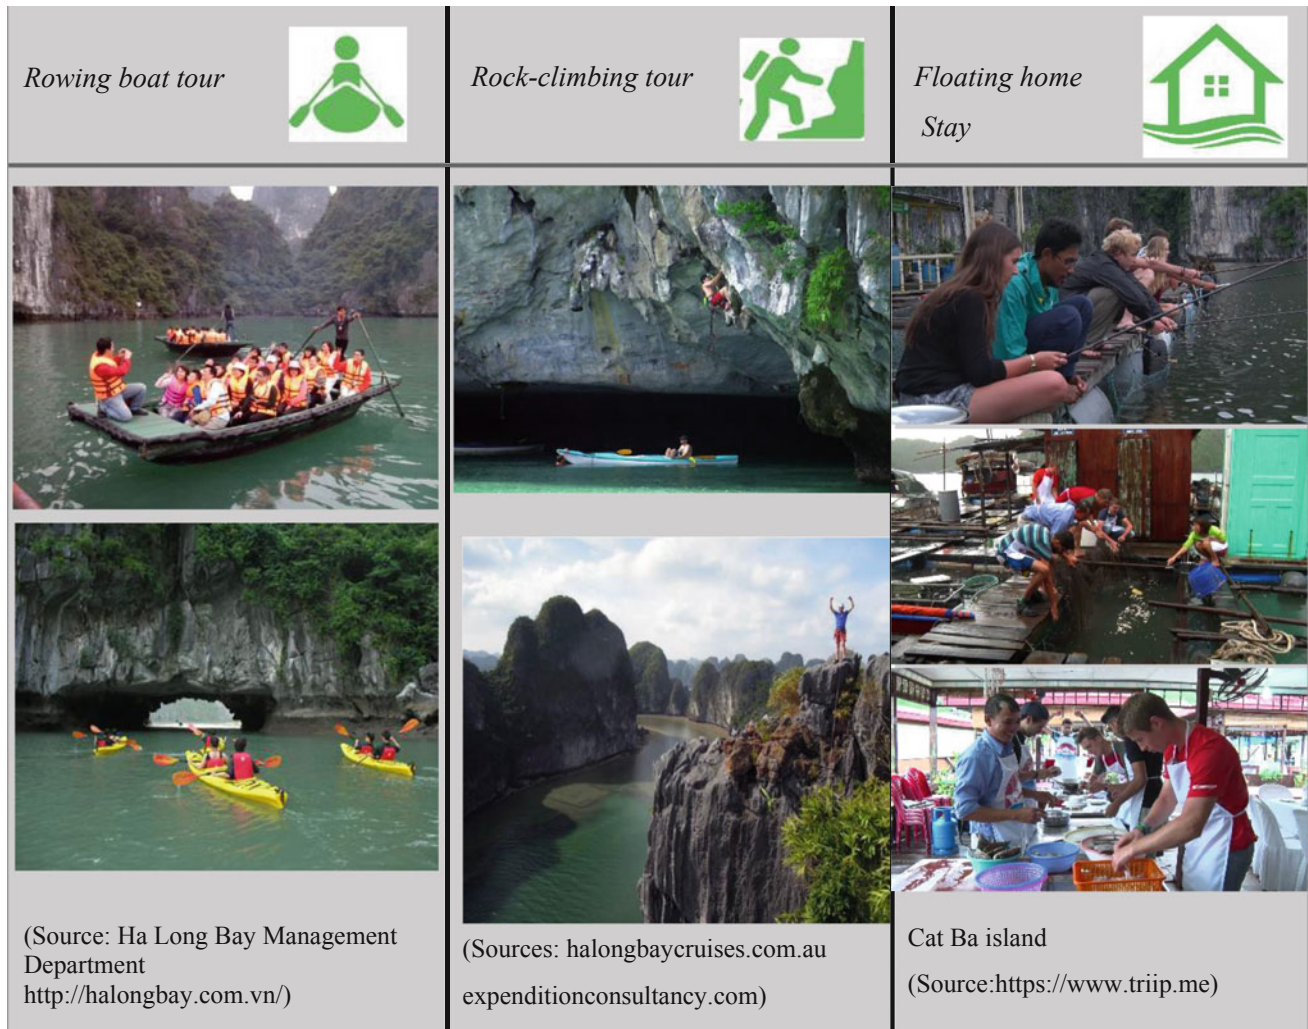 Rowing boat tour
Rock-climbing tour
Floating home
Stay
(Source: Ha Long Bay Management
Department
http://halongbay.com.vn/)
(Sources: halongbaycruises.com.au
expenditionconsultancy.com)
Cat Ba island
(Source:https://www.triip.me)